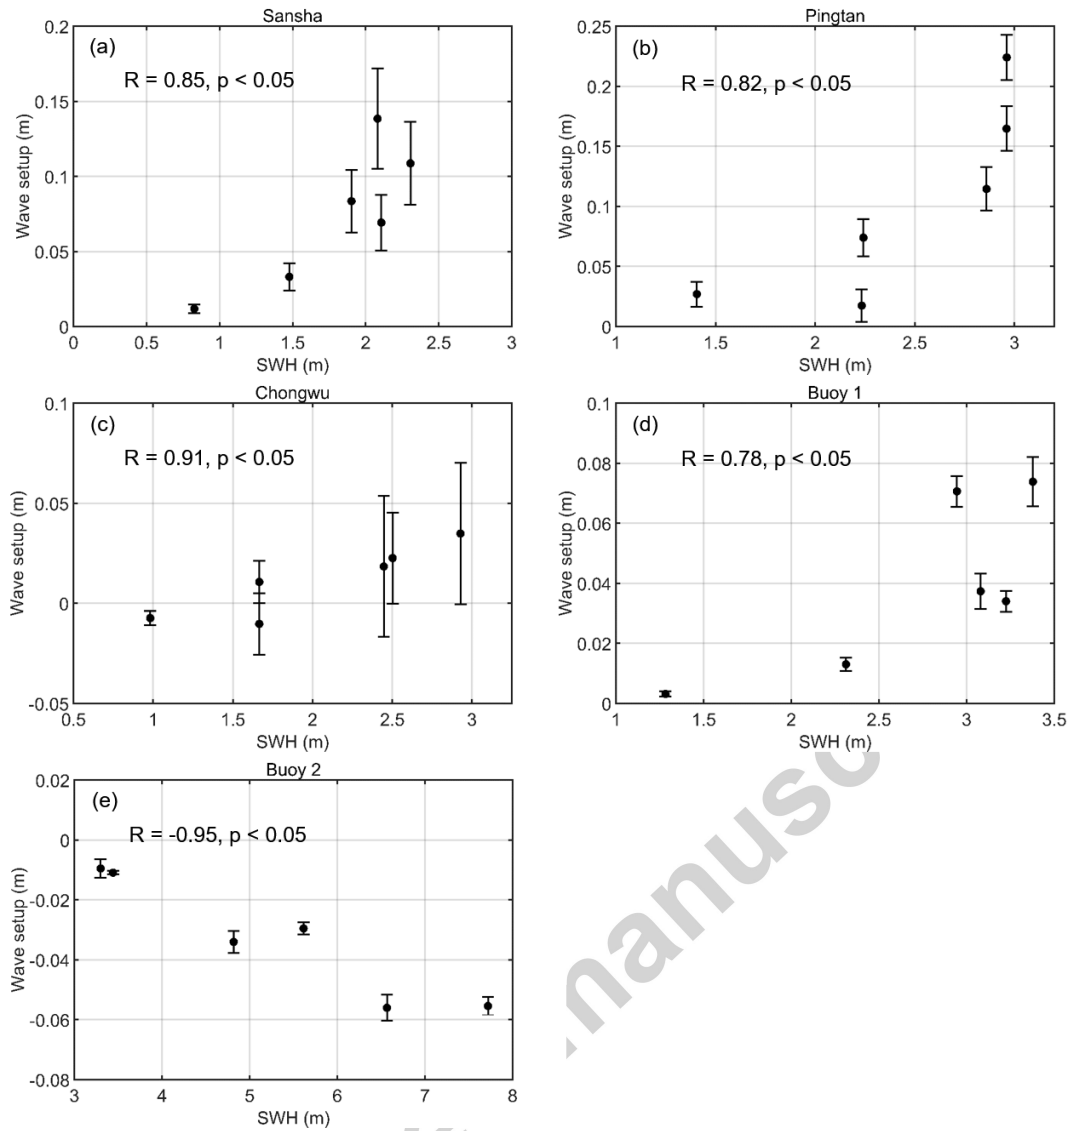 Sansha
(a)
R = 0.85, p < 0.05
0.2
0.15
0.1
0.05
0
Wave setup (m)
0 0.5 1 1.5 2 2.5 3
SWH (m)
Pingtan
(b)
R = 0.82, p < 0.05
0.25
0.2
0.15
0.1
0.05
0
Wave setup (m)
1 1.5 2 2.5 3
SWH (m)
Chongwu
(c)
R = 0.91, p < 0.05
0.1
0.05
0
-0.05
Wave setup (m)
0.5 1 1.5 2 2.5 3
SWH (m)
Buoy 1
(d)
R = 0.78, p < 0.05
0.1
0.08
0.06
0.04
0.02
0
Wave setup (m)
1 1.5 2 2.5 3 3.5
SWH (m)
Buoy 2
(e)
R = -0.95, p < 0.05
0.02
0
-0.02
-0.04
-0.06
-0.08
Wave setup (m)
3 4 5 6 7 8
SWH (m)
manusc